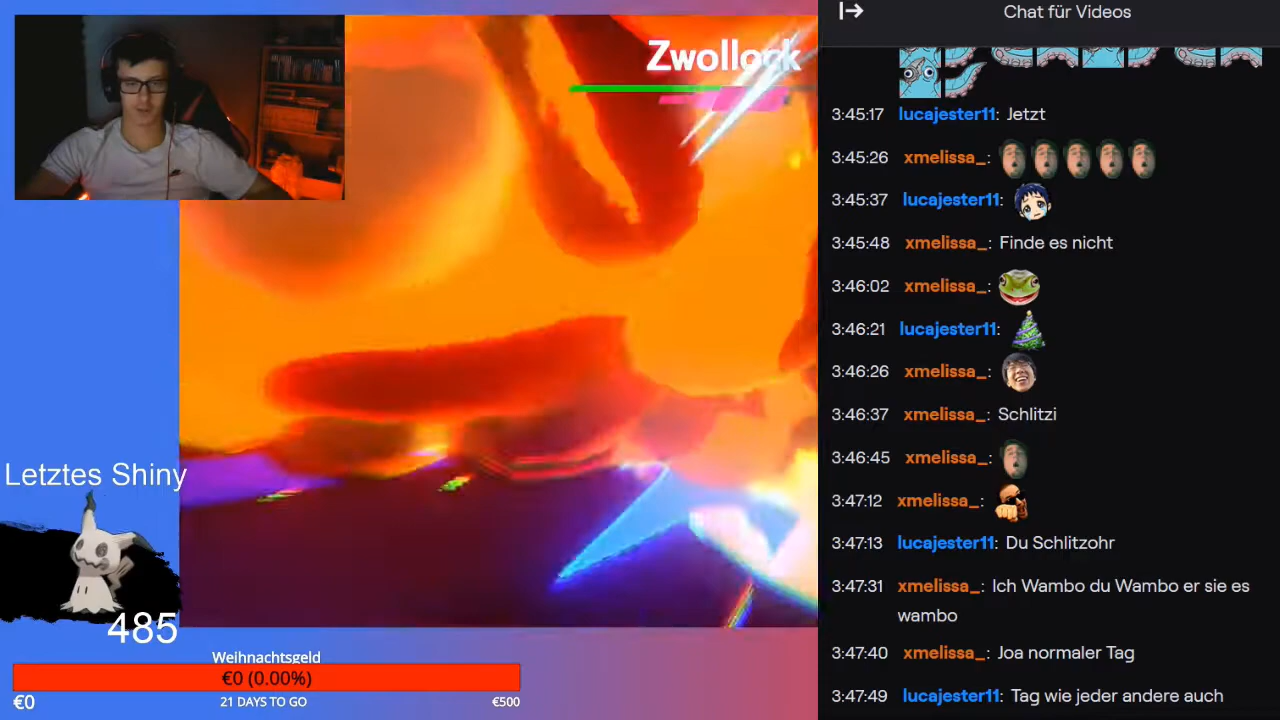 Zwollock
Letztes Shiny
485
Weihnachtsgeld
€0 (0.00%)
€0
21 DAYS TO GO
€500
Chat für Videos
3:45:17 lucajester11: Jetzt
3:45:26 xmelissa_:
3:45:37 lucajester11:
3:45:48 xmelissa_: Finde es nicht
3:46:02 xmelissa_:
3:46:21 lucajester11:
3:46:26 xmelissa_:
3:46:37 xmelissa_: Schlitzi
3:46:45 xmelissa_:
3:47:12 xmelissa_:
3:47:13 lucajester11: Du Schlitzohr
3:47:31 xmelissa_: Ich Wambo du Wambo er sie es
wambo
3:47:40 xmelissa_: Joa normaler Tag
3:47:49 lucajester11: Tag wie jeder andere auch